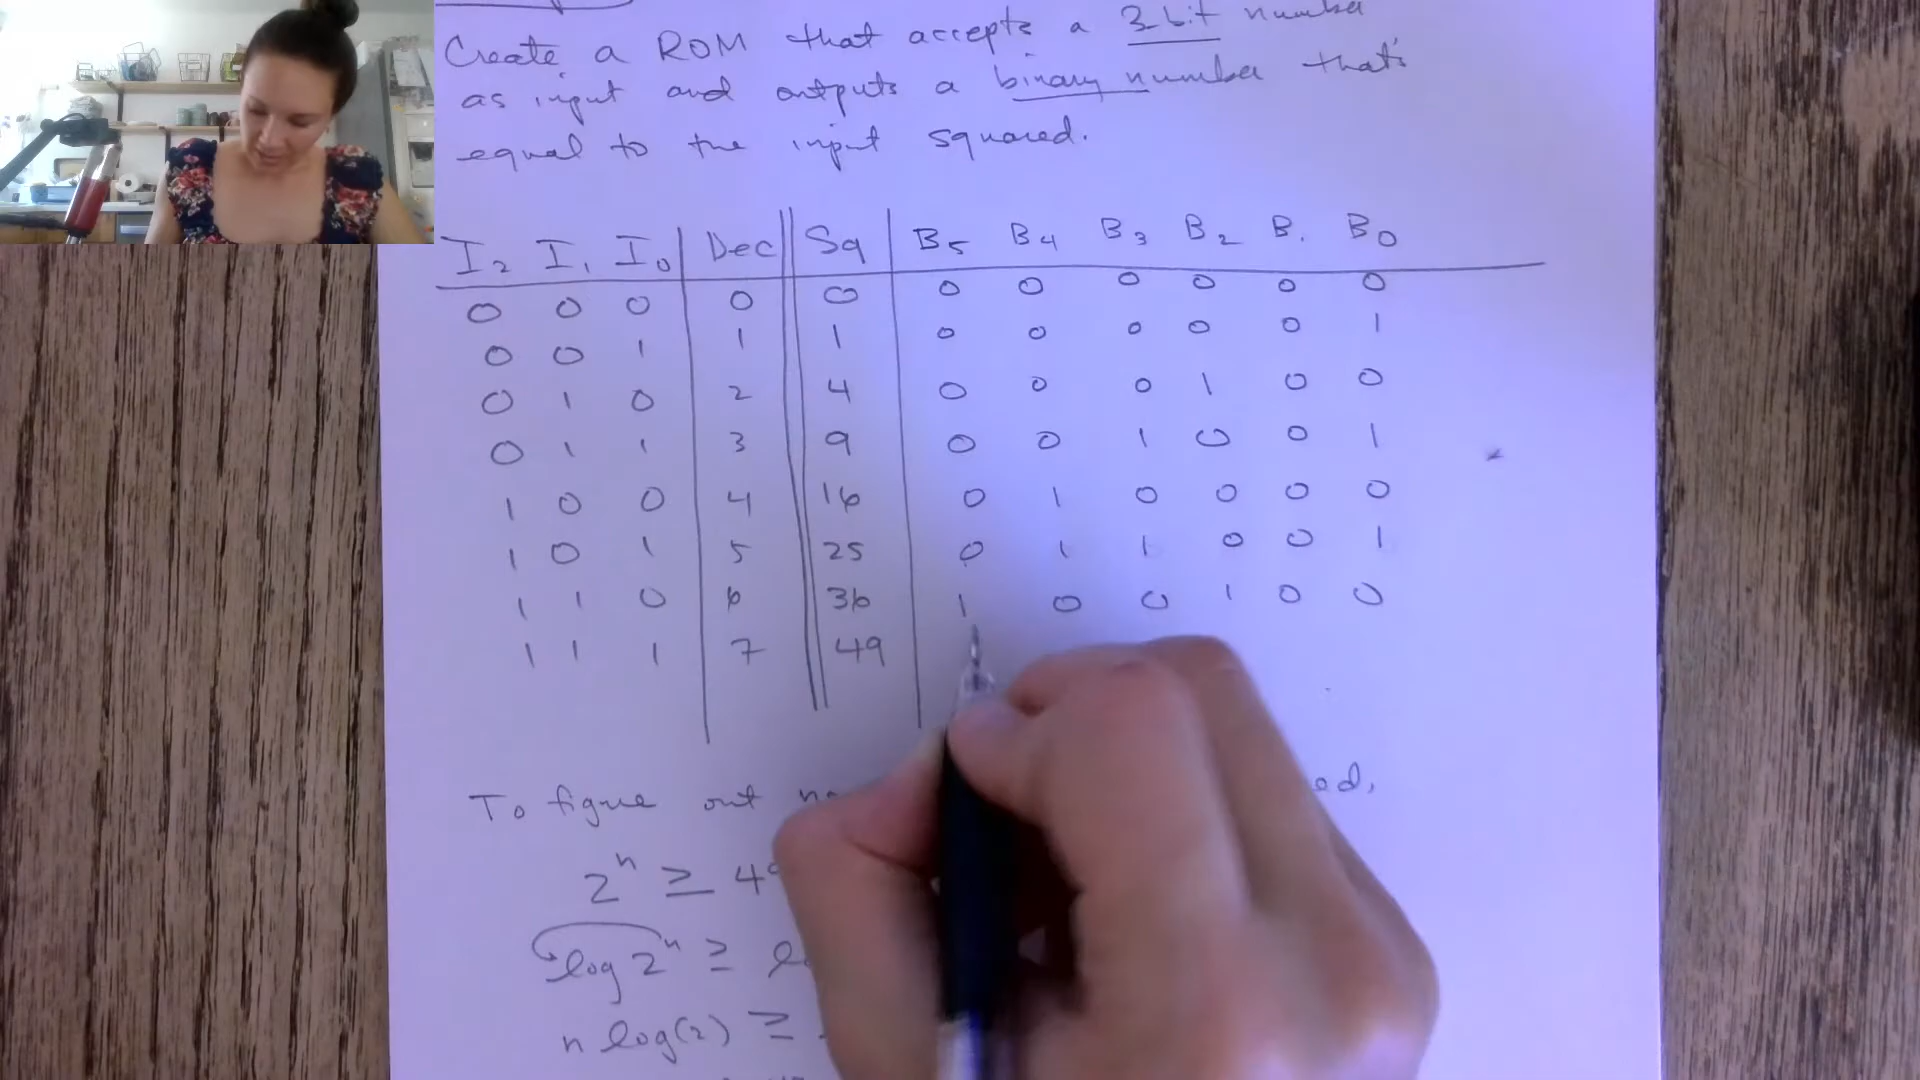 Create a ROM that accepts a 3 bit number
as input and outputs a binary number that's
equal to the input squared.
I2 I1 I0 Dec Sq B5 B4 B3 B2 B1 B0
0 0 0 0 0 0 0 0 0 0 0
0 0 1 1 1 0 0 0 0 0 1
0 1 0 2 4 0 0 0 1 0 0
0 1 1 3 9 0 0 1 0 0 1
1 0 0 4 16 0 1 0 0 0 0
1 0 1 5 25 0 1 1 0 0 1
1 1 0 6 36 1 0 0 1 0 0
1 1 1 7 49
To figure out
2^n ≥ 49
log 2^n ≥
n log(2) ≥